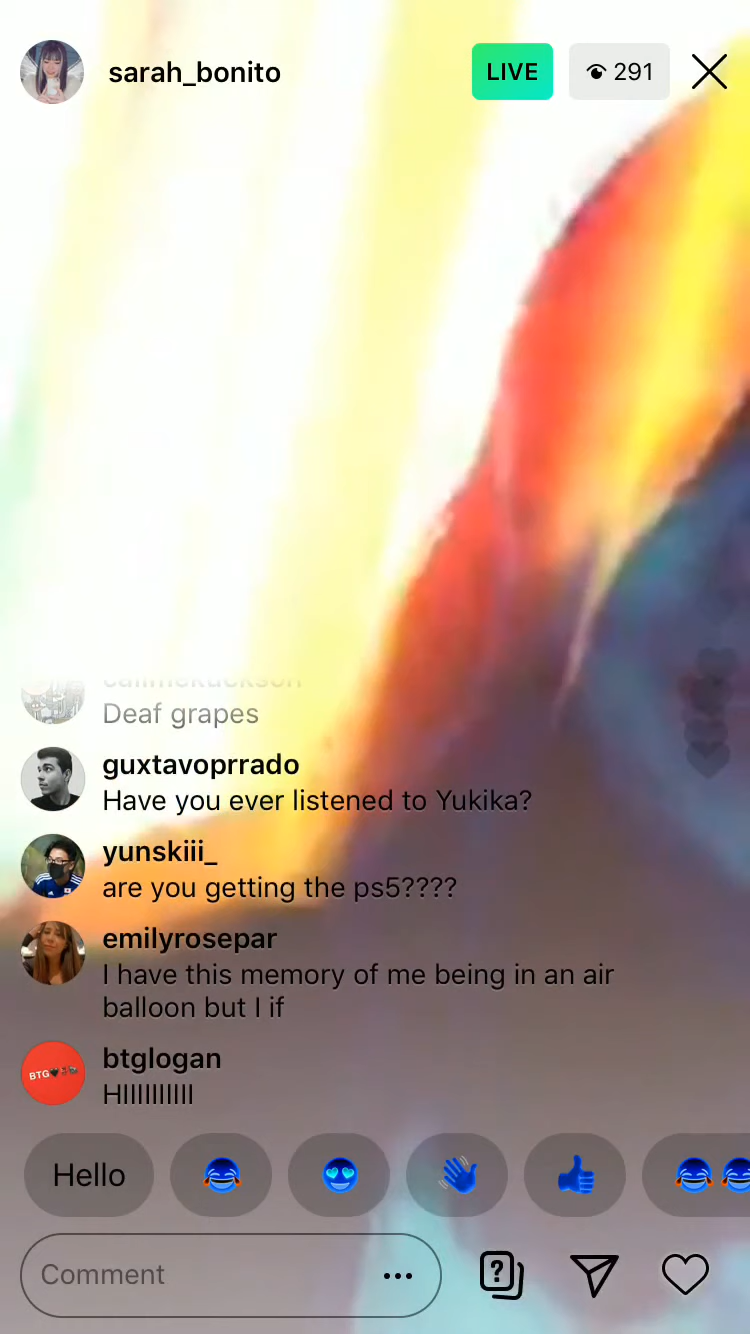 sarah_bonito
LIVE
291
Deaf grapes
guxtavoprrado
Have you ever listened to Yukika?
yunskiii_
are you getting the ps5????
emilyrosepar
I have this memory of me being in an air
balloon but I if
btglogan
HIIIIIIIIII
BTG
Hello
Comment